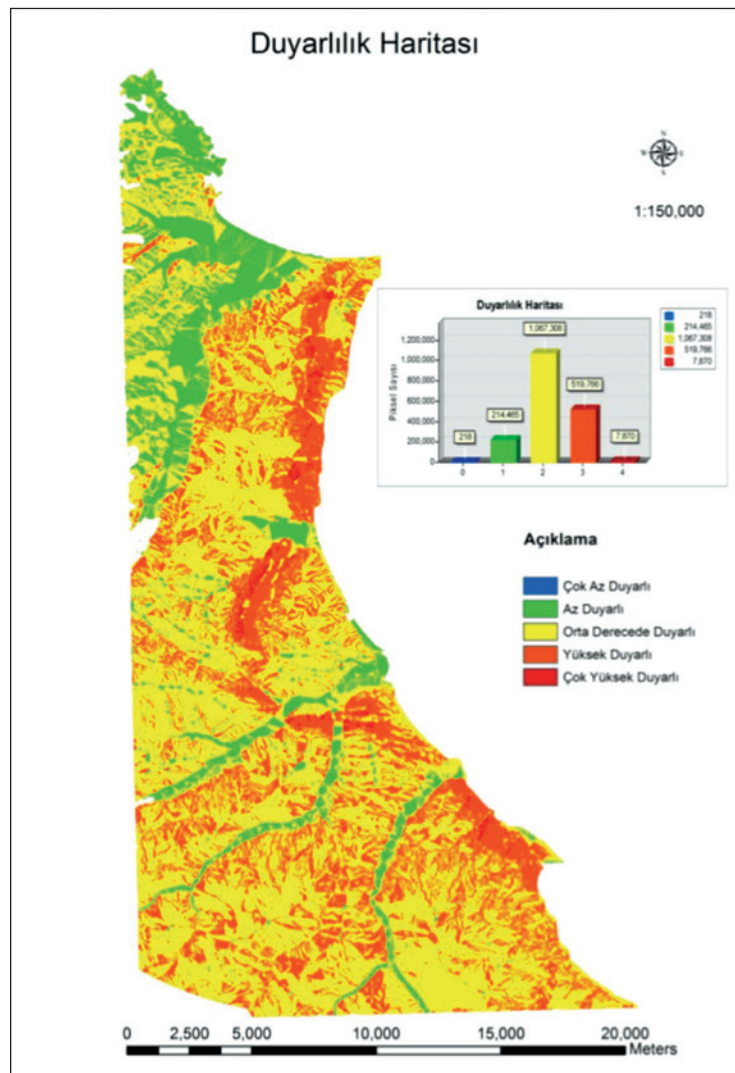 Duyarlılık Haritası
N
W E
S
1:150,000
Duyarlılık Haritası
Piksel Sayısı
1,200,000
1,000,000
800,000
600,000
400,000
200,000
0
218
214,465
1,067,308
519,766
7,870
0 1 2 3 4
218
214,465
1,067,308
519,766
7,870
Açıklama
Çok Az Duyarlı
Az Duyarlı
Orta Derecede Duyarlı
Yüksek Duyarlı
Çok Yüksek Duyarlı
0 2,500 5,000 10,000 15,000 20,000
Meters